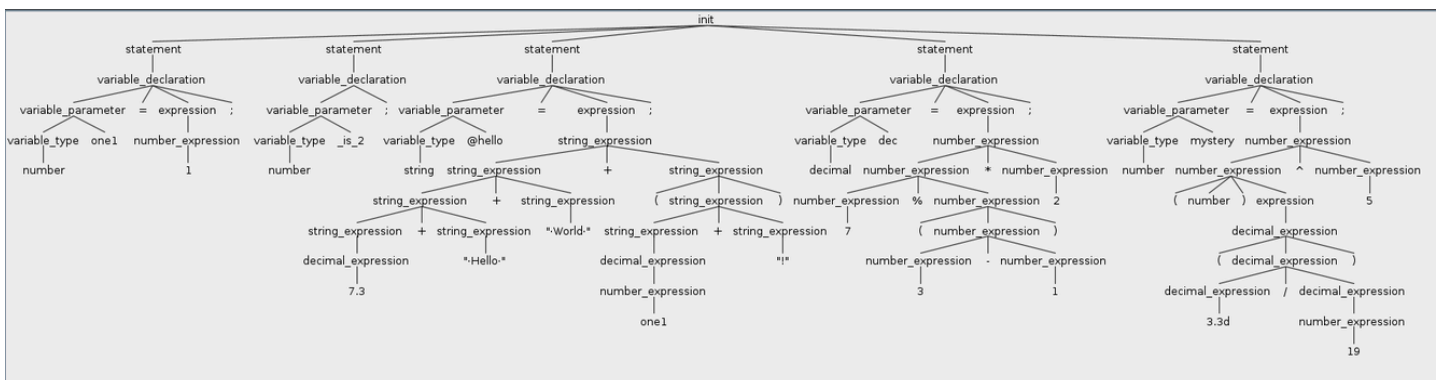 init
statement statement statement statement statement
variable_declaration variable_declaration variable_declaration variable_declaration variable_declaration
variable_parameter = expression ; variable_parameter ; variable_parameter = expression ; variable_parameter = expression ; variable_parameter = expression ;
variable_type one1 number_expression variable_type _is_2 variable_type @hello string_expression variable_type dec number_expression variable_type mystery number_expression
number 1 number string string_expression + string_expression decimal number_expression * number_expression number number_expression ^ number_expression
string_expression + string_expression ( string_expression ) number_expression % number_expression 2 ( number ) expression 5
string_expression + string_expression "·World·" string_expression + string_expression 7 ( number_expression ) decimal_expression
decimal_expression "·Hello·" decimal_expression "!" number_expression - number_expression ( decimal_expression )
7.3 number_expression 3 1 decimal_expression / decimal_expression
one1 3.3d number_expression
19